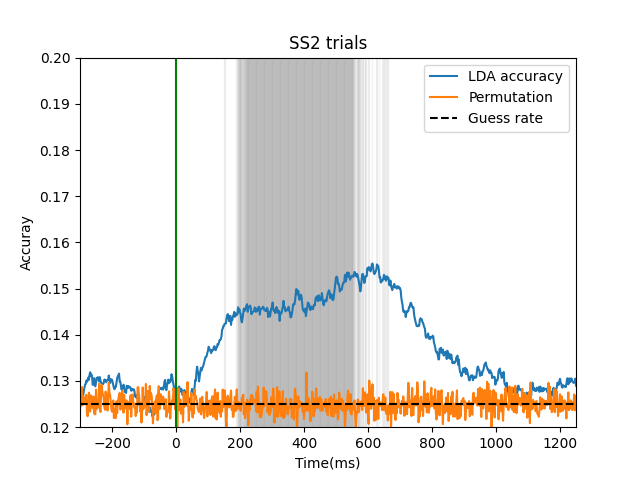 SS2 trials
LDA accuracy
Permutation
Guess rate
Accuray
0.20
0.19
0.18
0.17
0.16
0.15
0.14
0.13
0.12
−200 0 200 400 600 800 1000 1200
Time(ms)